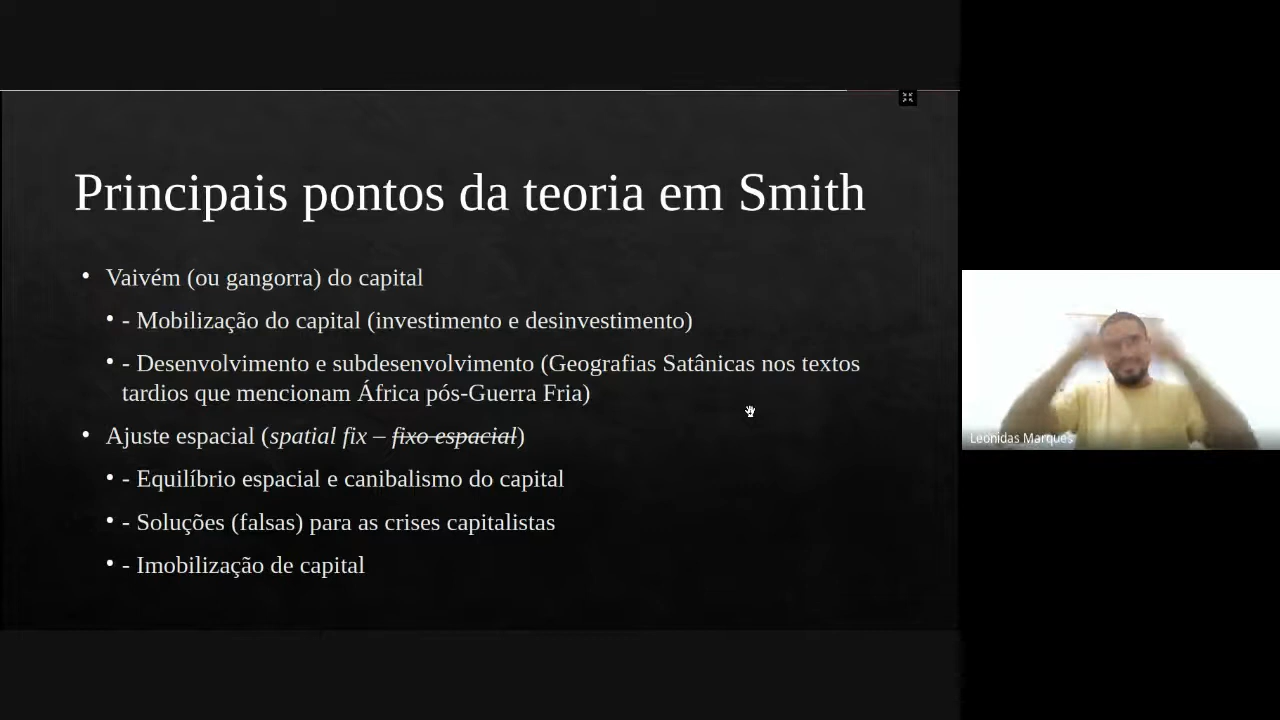 Principais pontos da teoria em Smith
• Vaivém (ou gangorra) do capital
• - Mobilização do capital (investimento e desinvestimento)
• - Desenvolvimento e subdesenvolvimento (Geografias Satânicas nos textos
tardios que mencionam África pós-Guerra Fria)
• Ajuste espacial (spatial fix – fixo espacial)
• - Equilíbrio espacial e canibalismo do capital
• - Soluções (falsas) para as crises capitalistas
• - Imobilização de capital
Leônidas Marques